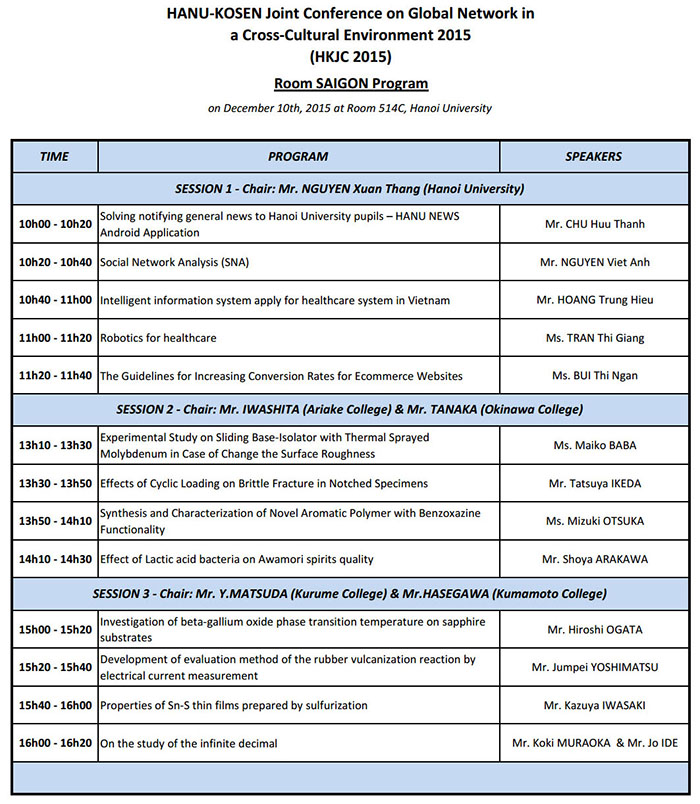 HANU-KOSEN Joint Conference on Global Network in
a Cross-Cultural Environment 2015
(HKJC 2015)
Room SAIGON Program
on December 10th, 2015 at Room 514C, Hanoi University
TIME PROGRAM SPEAKERS
SESSION 1 - Chair: Mr. NGUYEN Xuan Thang (Hanoi University)
10h00 - 10h20 Solving notifying general news to Hanoi University pupils – HANU NEWS
Android Application Mr. CHU Huu Thanh
10h20 - 10h40 Social Network Analysis (SNA) Mr. NGUYEN Viet Anh
10h40 - 11h00 Intelligent information system apply for healthcare system in Vietnam Mr. HOANG Trung Hieu
11h00 - 11h20 Robotics for healthcare Ms. TRAN Thi Giang
11h20 - 11h40 The Guidelines for Increasing Conversion Rates for Ecommerce Websites Ms. BUI Thi Ngan
SESSION 2 - Chair: Mr. IWASHITA (Ariake College) & Mr. TANAKA (Okinawa College)
13h10 - 13h30 Experimental Study on Sliding Base-Isolator with Thermal Sprayed
Molybdenum in Case of Change the Surface Roughness Ms. Maiko BABA
13h30 - 13h50 Effects of Cyclic Loading on Brittle Fracture in Notched Specimens Mr. Tatsuya IKEDA
13h50 - 14h10 Synthesis and Characterization of Novel Aromatic Polymer with Benzoxazine
Functionality Ms. Mizuki OTSUKA
14h10 - 14h30 Effect of Lactic acid bacteria on Awamori spirits quality Mr. Shoya ARAKAWA
SESSION 3 - Chair: Mr. Y.MATSUDA (Kurume College) & Mr.HASEGAWA (Kumamoto College)
15h00 - 15h20 Investigation of beta-gallium oxide phase transition temperature on sapphire
substrates Mr. Hiroshi OGATA
15h20 - 15h40 Development of evaluation method of the rubber vulcanization reaction by
electrical current measurement Mr. Jumpei YOSHIMATSU
15h40 - 16h00 Properties of Sn-S thin films prepared by sulfurization Mr. Kazuya IWASAKI
16h00 - 16h20 On the study of the infinite decimal Mr. Koki MURAOKA & Mr. Jo IDE